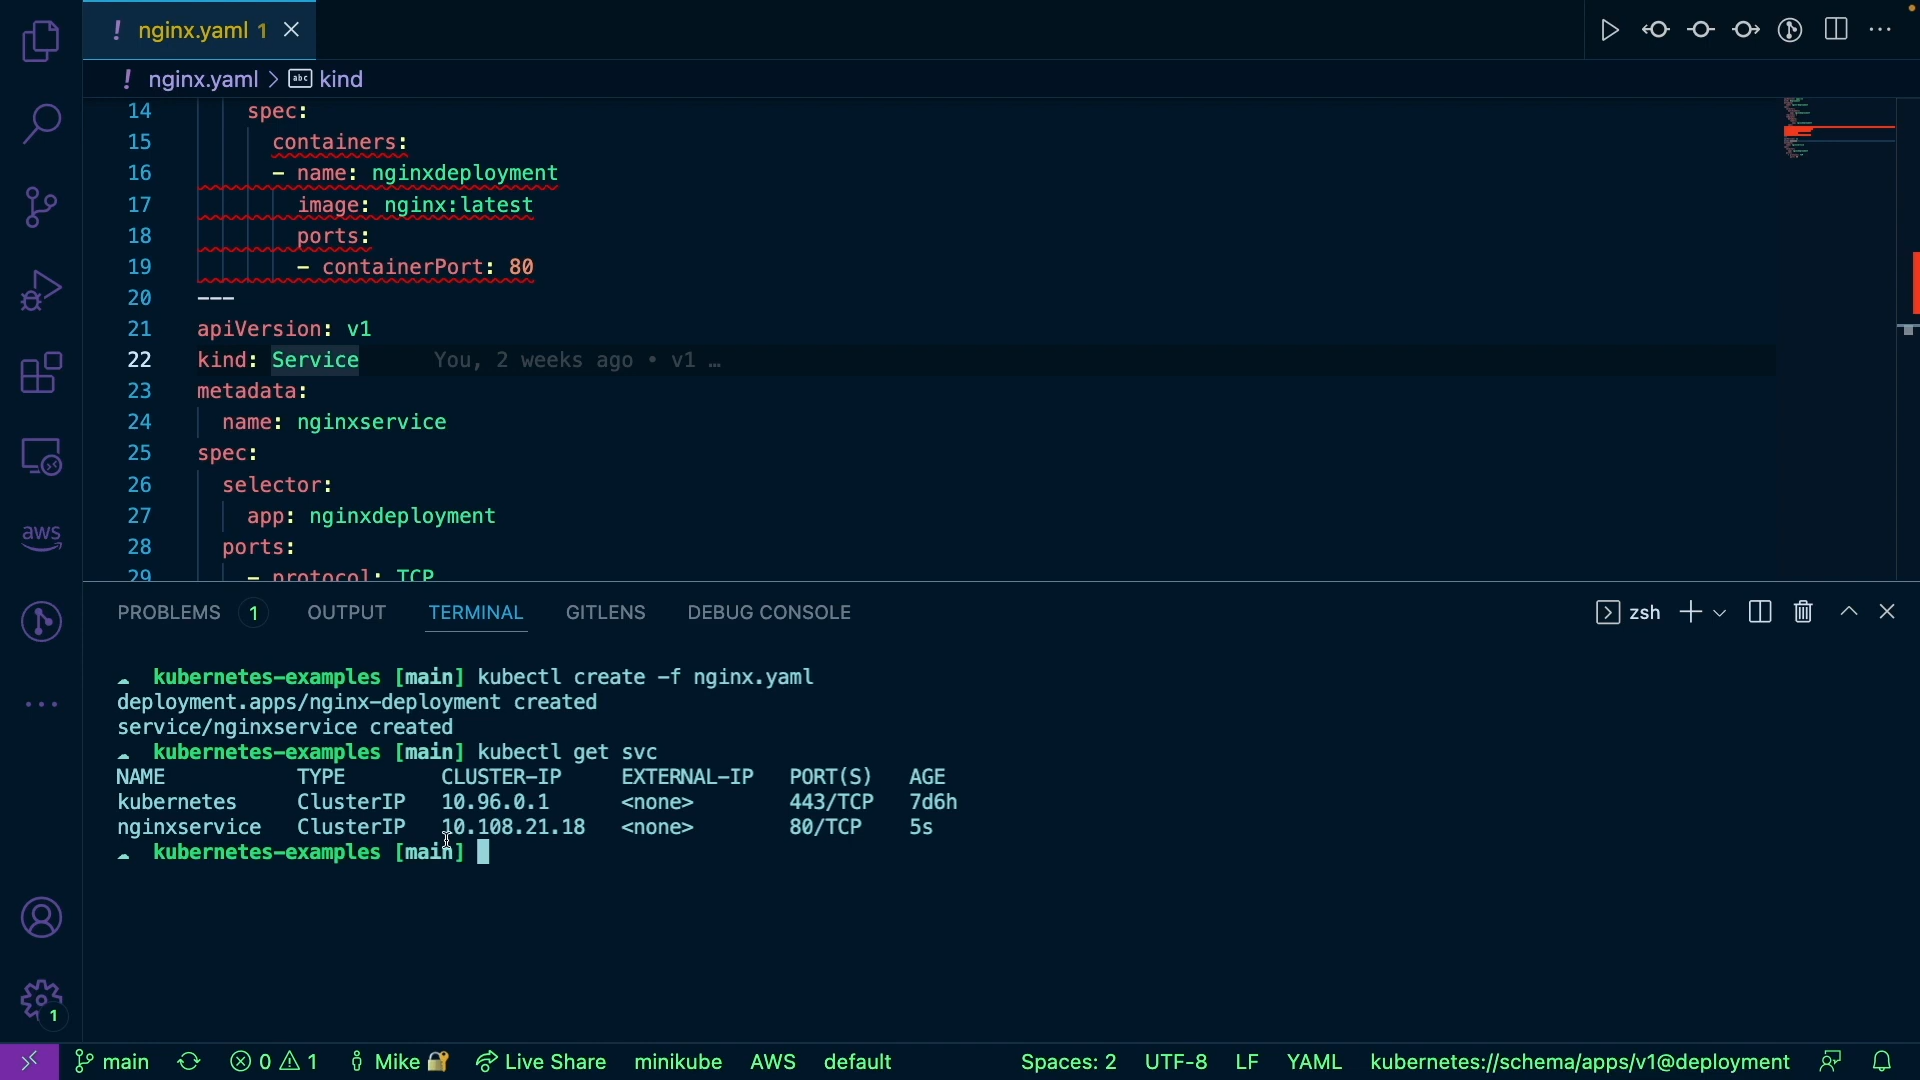 ! nginx.yaml 1
! nginx.yaml > abc kind
14 spec:
15 containers:
16 - name: nginxdeployment
17 image: nginx:latest
18 ports:
19 - containerPort: 80
20 ---
21 apiVersion: v1
22 kind: Service You, 2 weeks ago • v1 …
23 metadata:
24 name: nginxservice
25 spec:
26 selector:
27 app: nginxdeployment
28 ports:
29 - protocol: TCP
aws
PROBLEMS 1 OUTPUT TERMINAL GITLENS DEBUG CONSOLE zsh
kubernetes-examples [main] kubectl create -f nginx.yaml
deployment.apps/nginx-deployment created
service/nginxservice created
kubernetes-examples [main] kubectl get svc
NAME TYPE CLUSTER-IP EXTERNAL-IP PORT(S) AGE
kubernetes ClusterIP 10.96.0.1 <none> 443/TCP 7d6h
nginxservice ClusterIP 10.108.21.18 <none> 80/TCP 5s
kubernetes-examples [main]
1
main 0 1 Mike Live Share minikube AWS default Spaces: 2 UTF-8 LF YAML kubernetes://schema/apps/v1@deployment